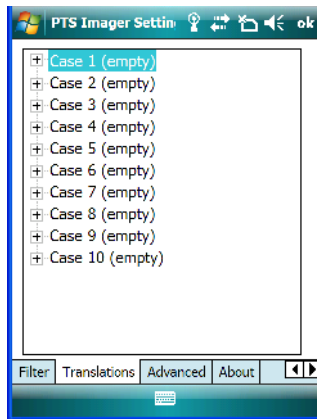 PTS Imager Settin ok
Case 1 (empty)
Case 2 (empty)
Case 3 (empty)
Case 4 (empty)
Case 5 (empty)
Case 6 (empty)
Case 7 (empty)
Case 8 (empty)
Case 9 (empty)
Case 10 (empty)
Filter Translations Advanced About